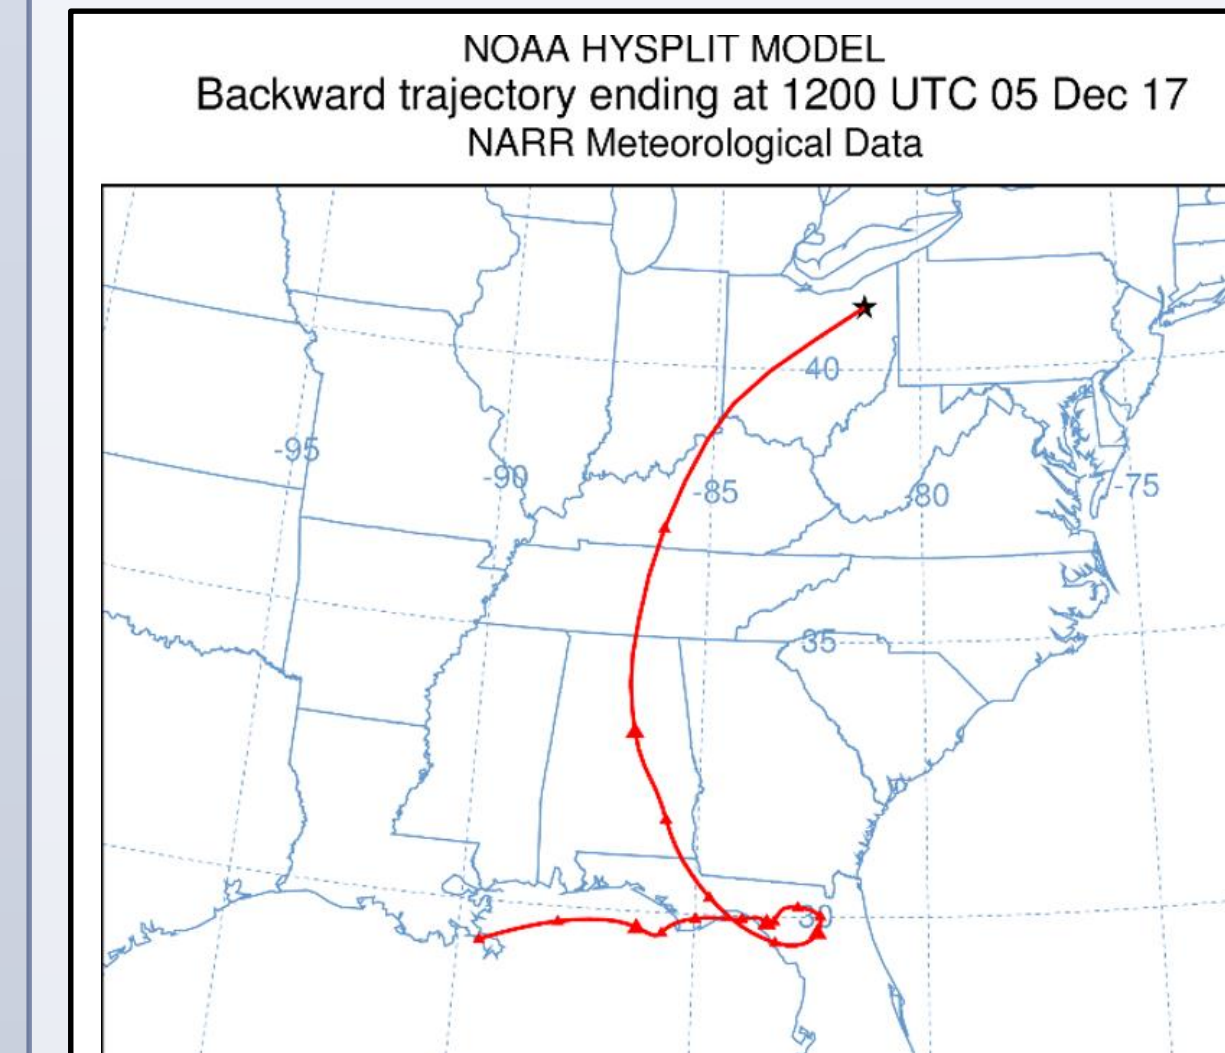 NOAA HYSPLIT MODEL
Backward trajectory ending at 1200 UTC 05 Dec 17
NARR Meteorological Data
40
-95
-90
-85
-80
-75
35
30